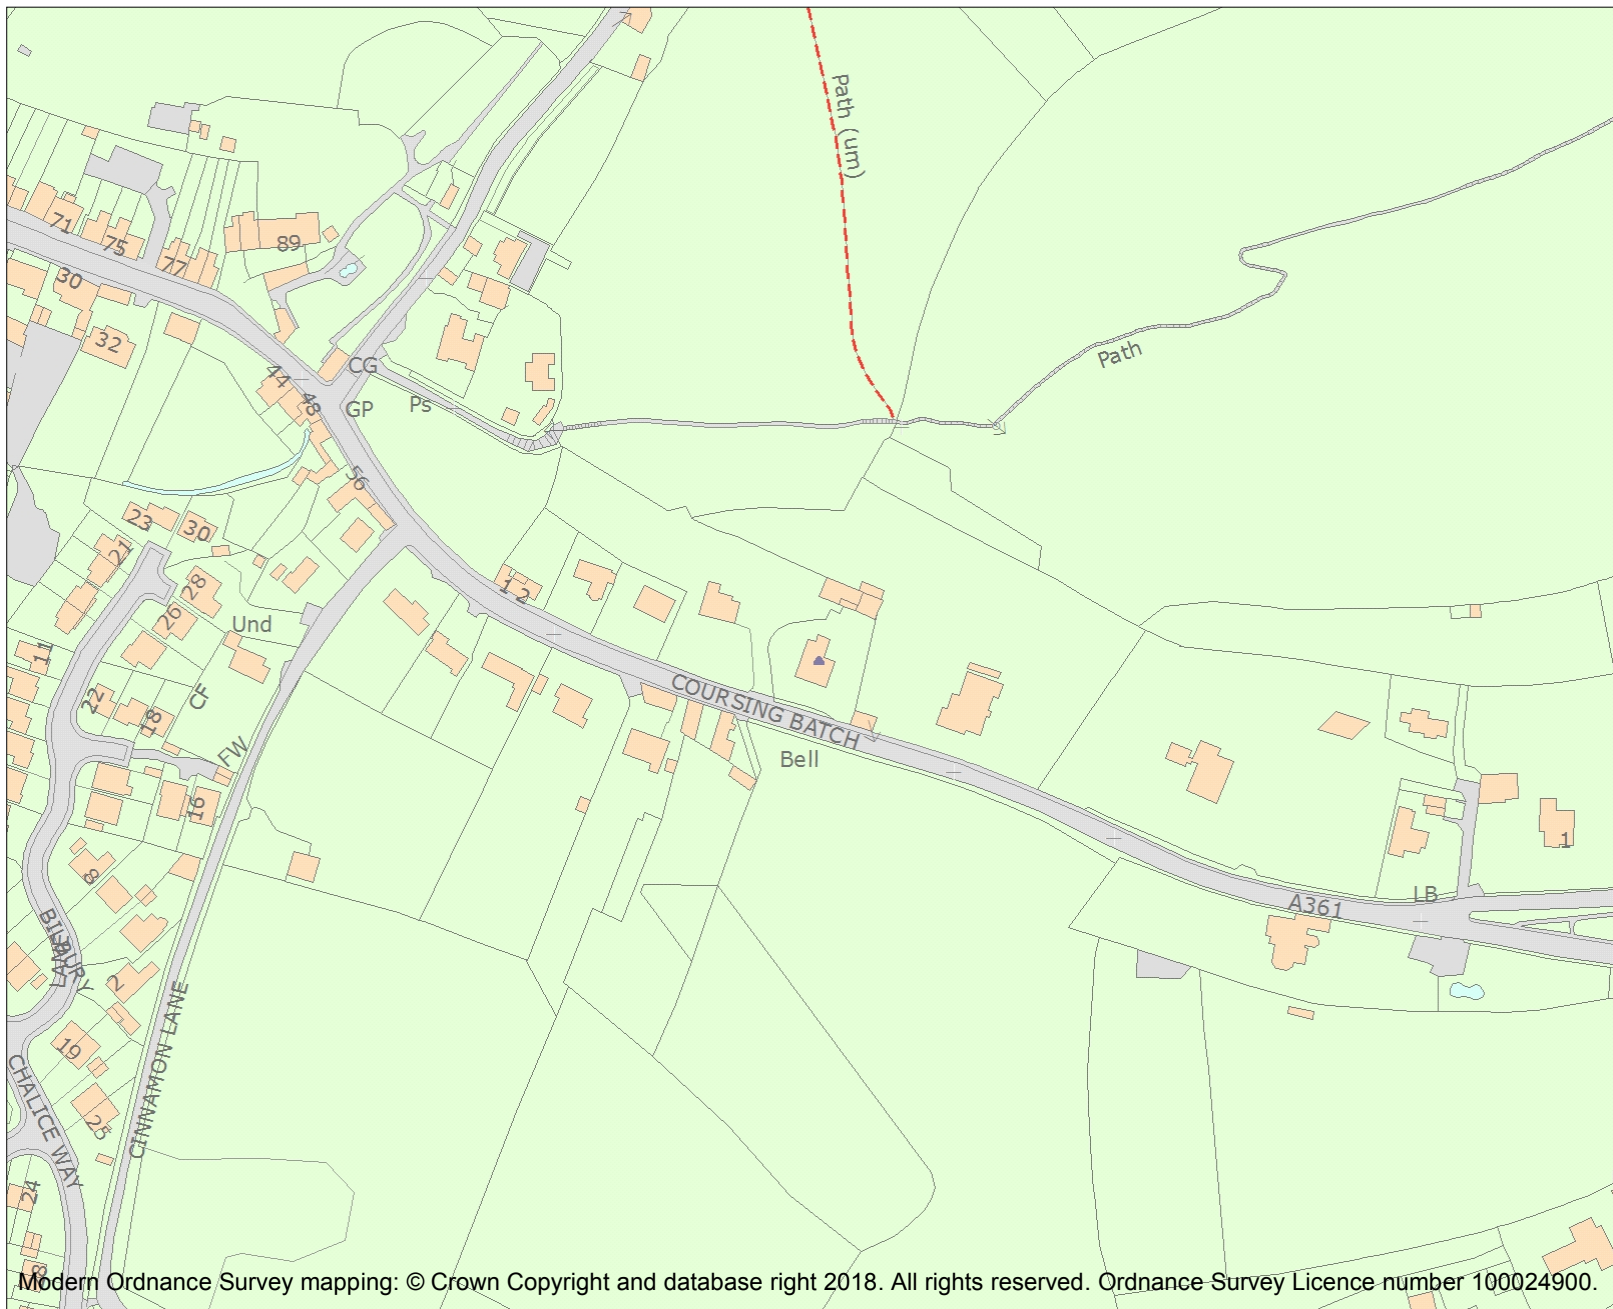 Path (um)
71
75
77
89
30
32
Path
CG
44
48
GP
Ps
56
23
30
21
28
26
1 2
Und
11
CF
22
18
COURSING BATCH
FW
Bell
16
1
8
LB
A361
BILBURY
LANE
2
CINNAMON LANE
19
CHALICE WAY
25
24
18
Modern Ordnance Survey mapping: © Crown Copyright and database right 2018. All rights reserved. Ordnance Survey Licence number 100024900.